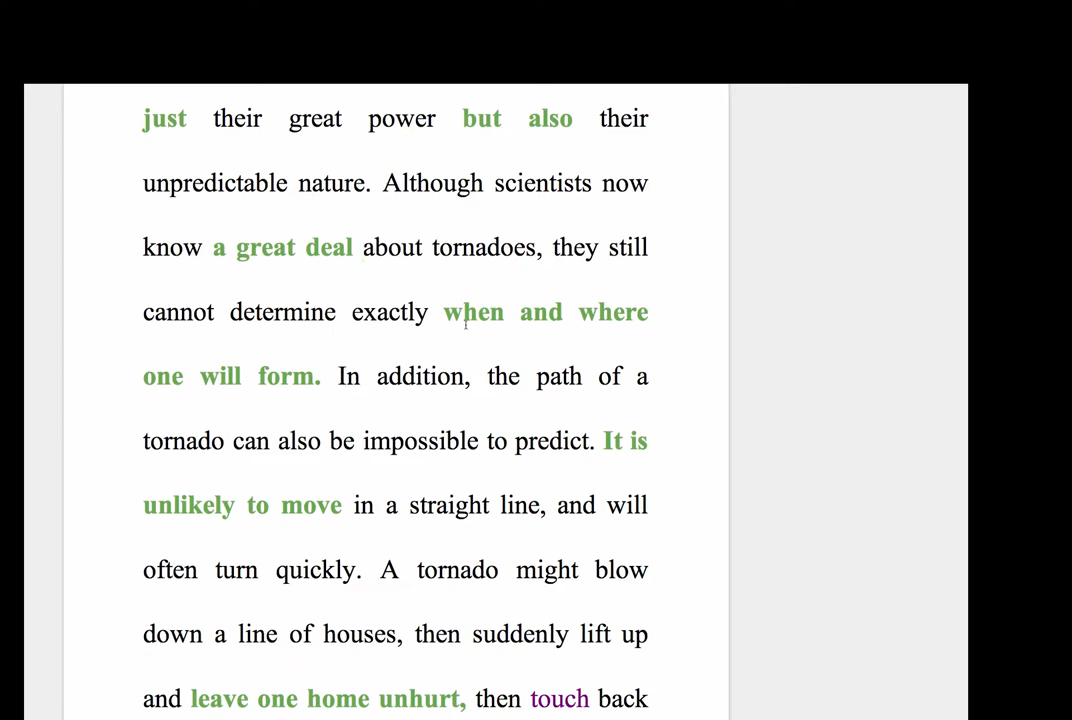 just their great power but also their
unpredictable nature. Although scientists now
know a great deal about tornadoes, they still
cannot determine exactly when and where
one will form. In addition, the path of a
tornado can also be impossible to predict. It is
unlikely to move in a straight line, and will
often turn quickly. A tornado might blow
down a line of houses, then suddenly lift up
and leave one home unhurt, then touch back